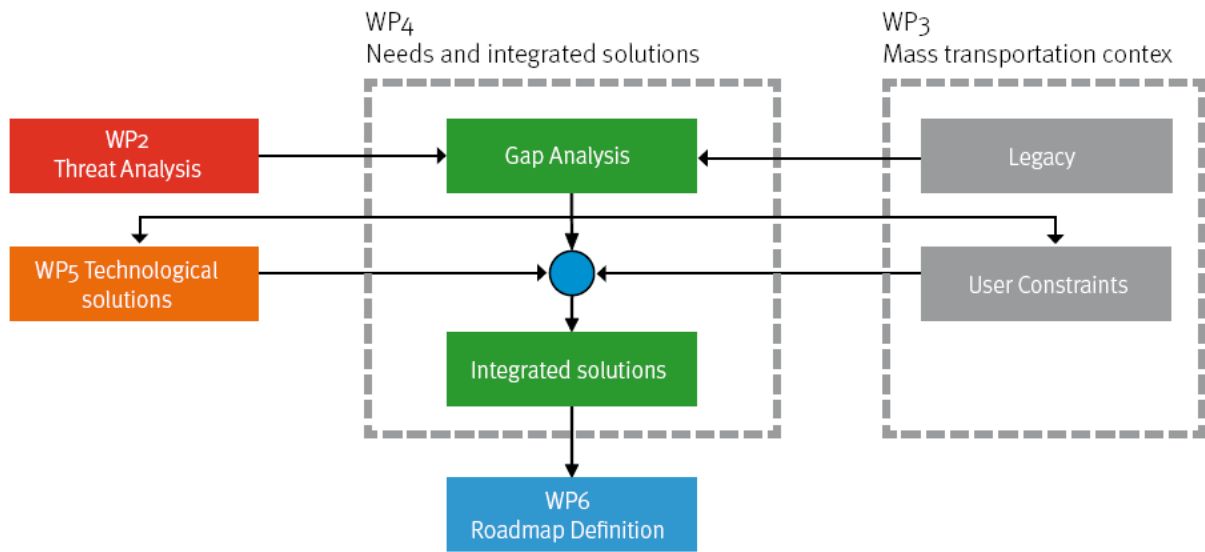 WP4
Needs and integrated solutions
WP3
Mass transportation contex
WP2
Threat Analysis
Gap Analysis
Legacy
WP5 Technological
solutions
User Constraints
Integrated solutions
WP6
Roadmap Definition